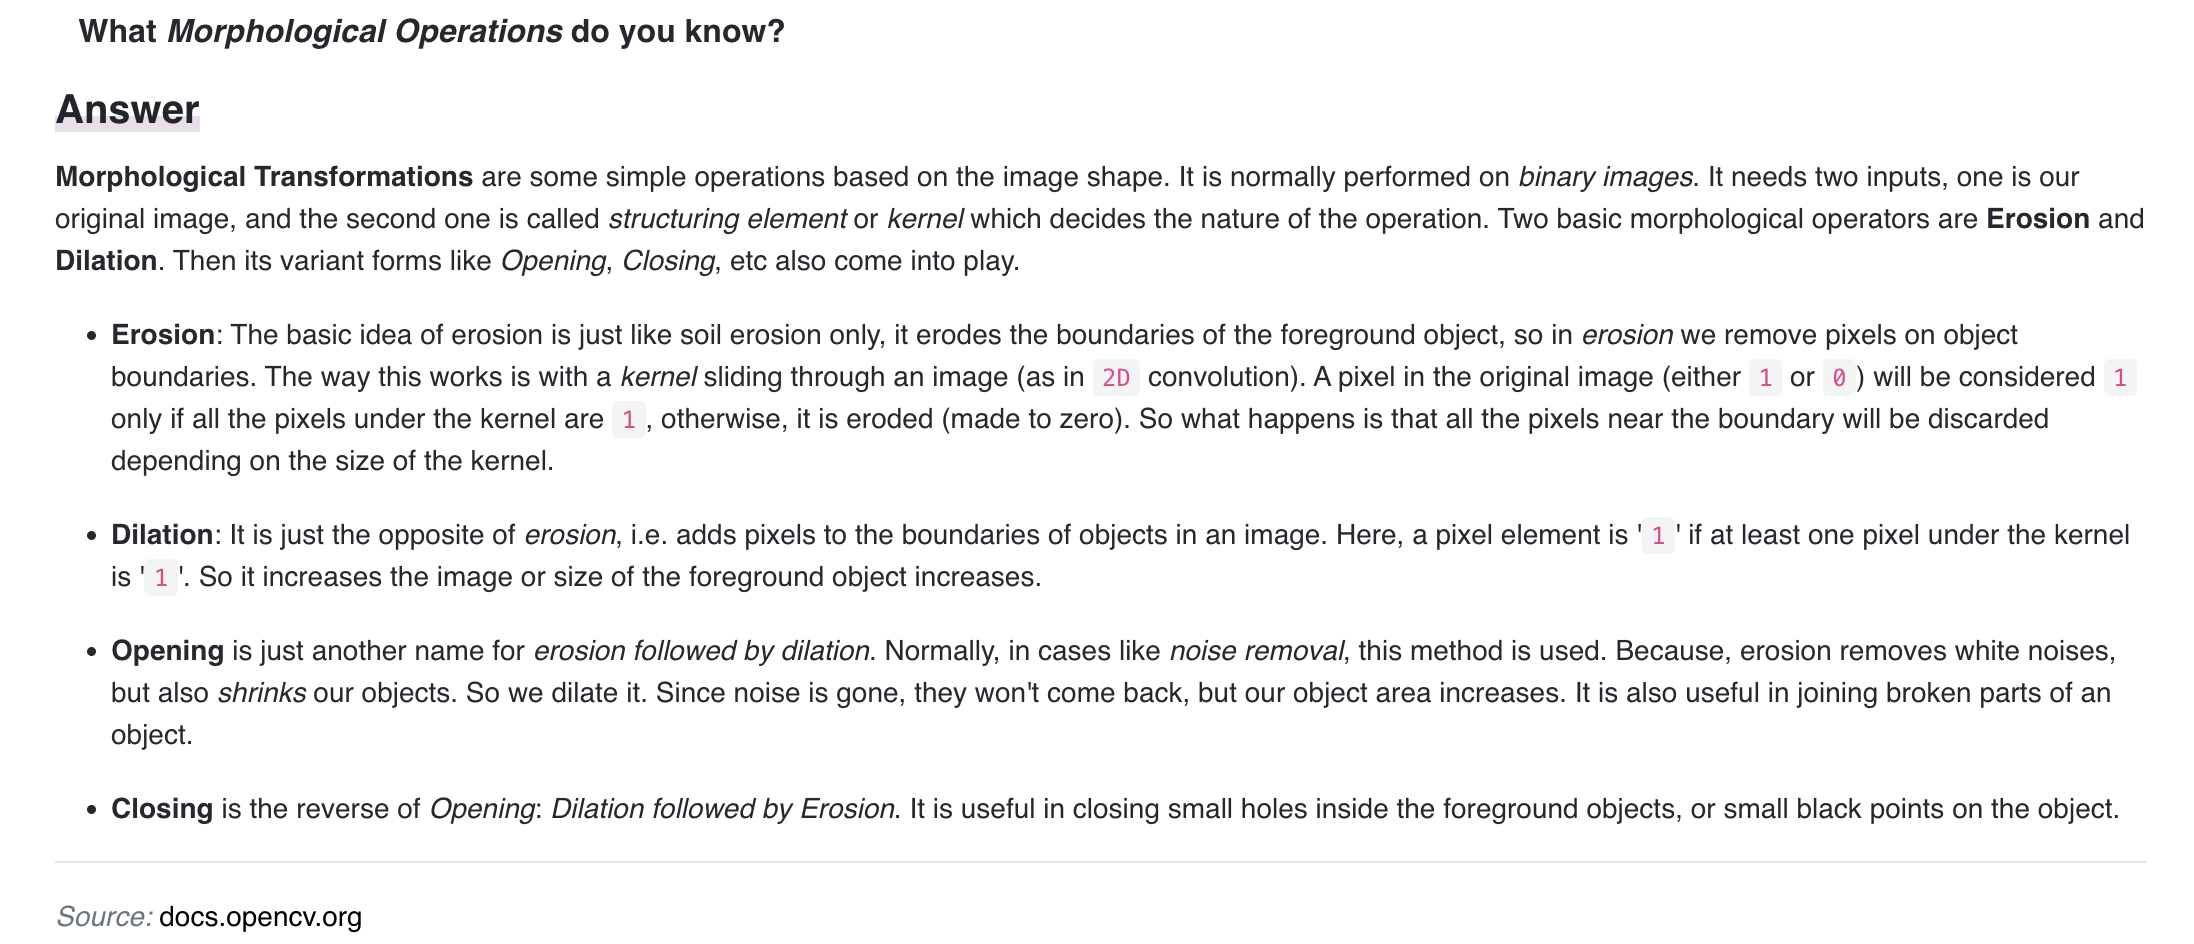 What Morphological Operations do you know?
Answer
Morphological Transformations are some simple operations based on the image shape. It is normally performed on binary images. It needs two inputs, one is our
original image, and the second one is called structuring element or kernel which decides the nature of the operation. Two basic morphological operators are Erosion and
Dilation. Then its variant forms like Opening, Closing, etc also come into play.
• Erosion: The basic idea of erosion is just like soil erosion only, it erodes the boundaries of the foreground object, so in erosion we remove pixels on object
boundaries. The way this works is with a kernel sliding through an image (as in 2D convolution). A pixel in the original image (either 1 or 0) will be considered 1
only if all the pixels under the kernel are 1, otherwise, it is eroded (made to zero). So what happens is that all the pixels near the boundary will be discarded
depending on the size of the kernel.
• Dilation: It is just the opposite of erosion, i.e. adds pixels to the boundaries of objects in an image. Here, a pixel element is '1' if at least one pixel under the kernel
is '1'. So it increases the image or size of the foreground object increases.
• Opening is just another name for erosion followed by dilation. Normally, in cases like noise removal, this method is used. Because, erosion removes white noises,
but also shrinks our objects. So we dilate it. Since noise is gone, they won't come back, but our object area increases. It is also useful in joining broken parts of an
object.
• Closing is the reverse of Opening: Dilation followed by Erosion. It is useful in closing small holes inside the foreground objects, or small black points on the object.
Source: docs.opencv.org